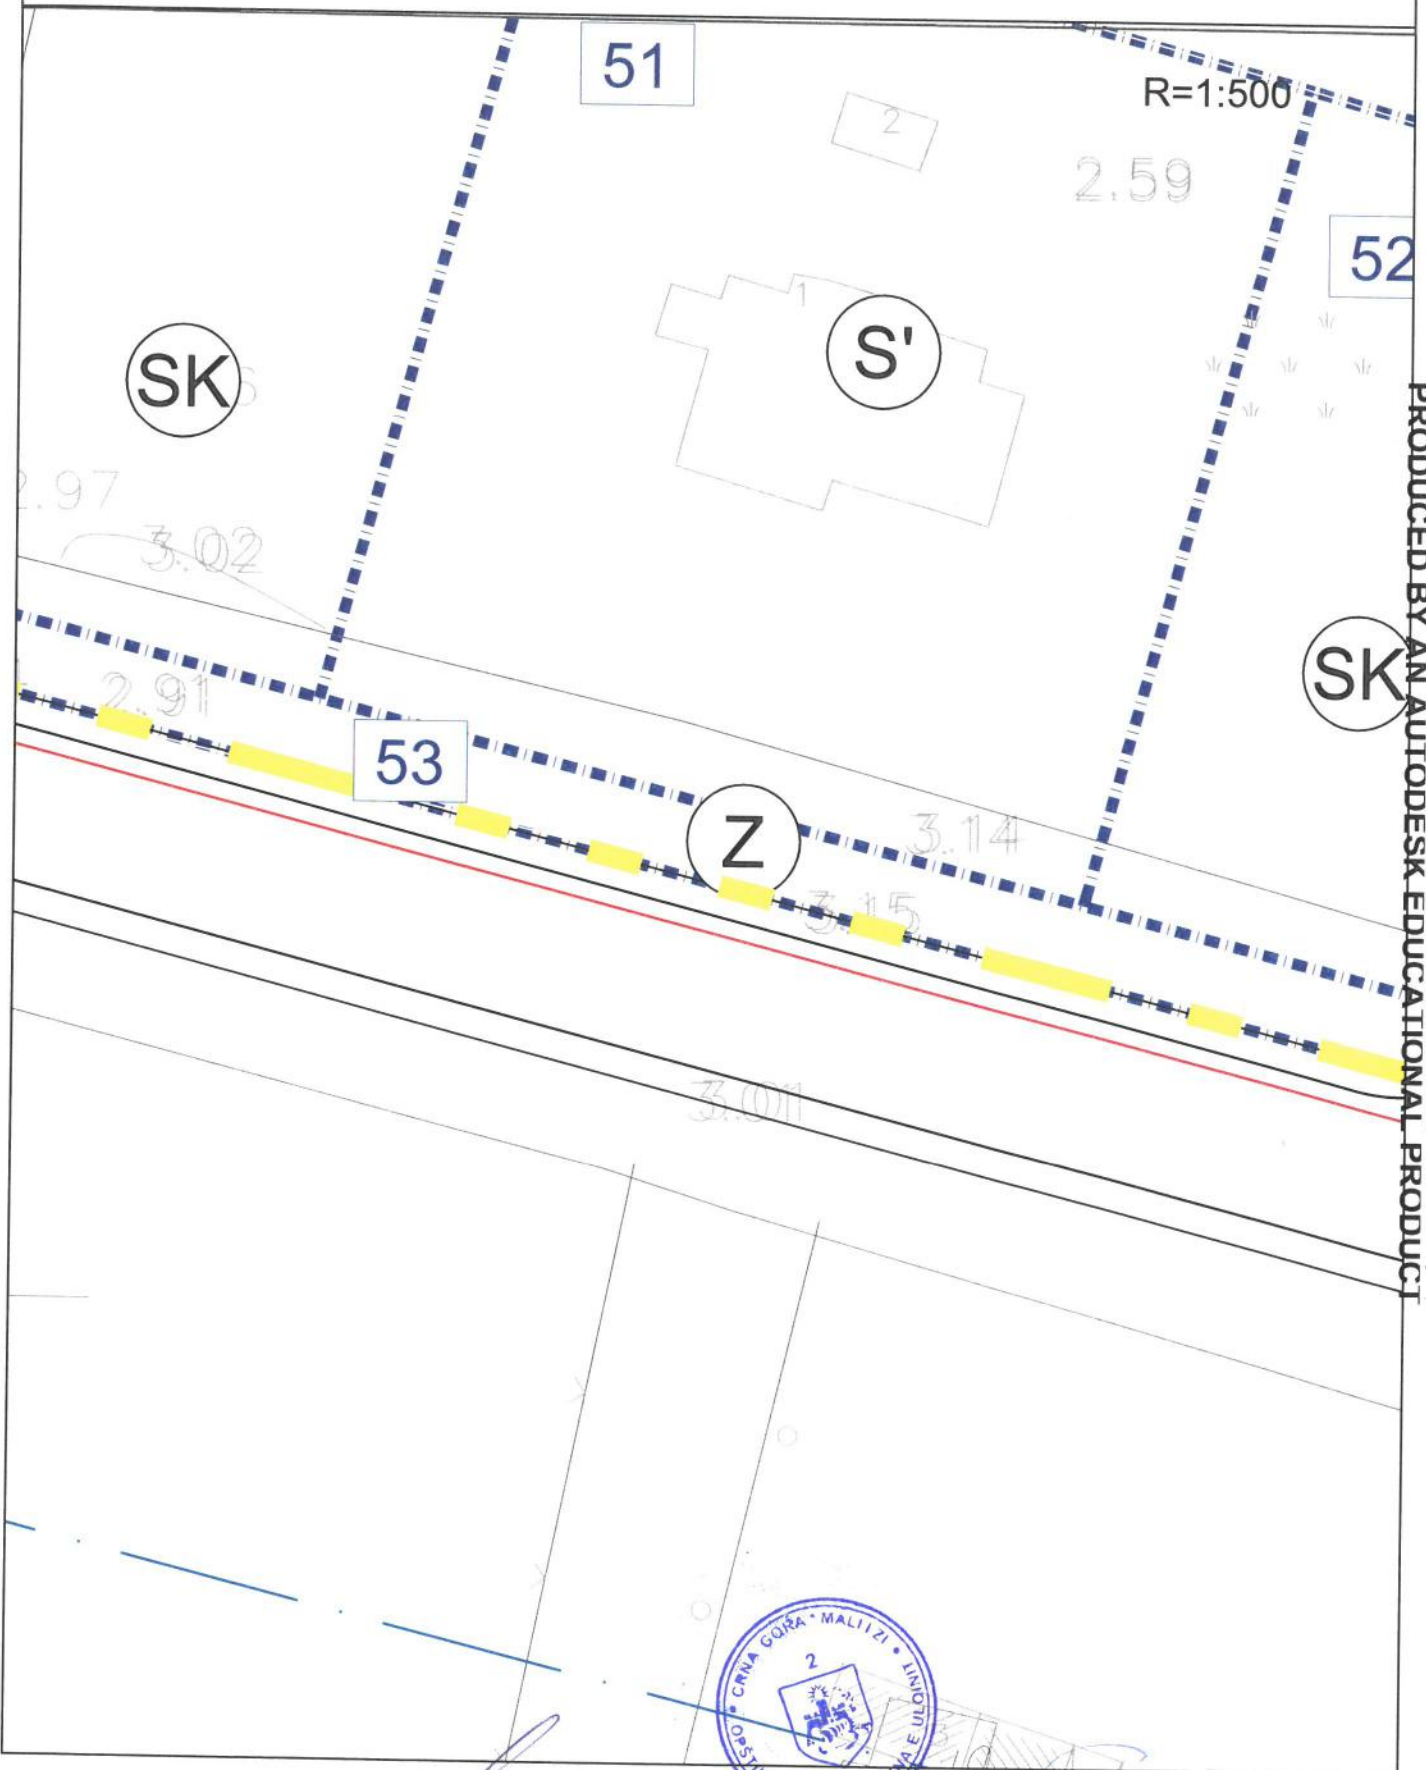 51
R=1:500
2
2.59
52
1
S'
SK
2.97
3.02
SK
2.91
53
Z
3.14
3.15
3.01
PRODUCED BY AN AUTODESK EDUCATIONAL PRODUCT
CRNA GORA • MALI I ZI •
2